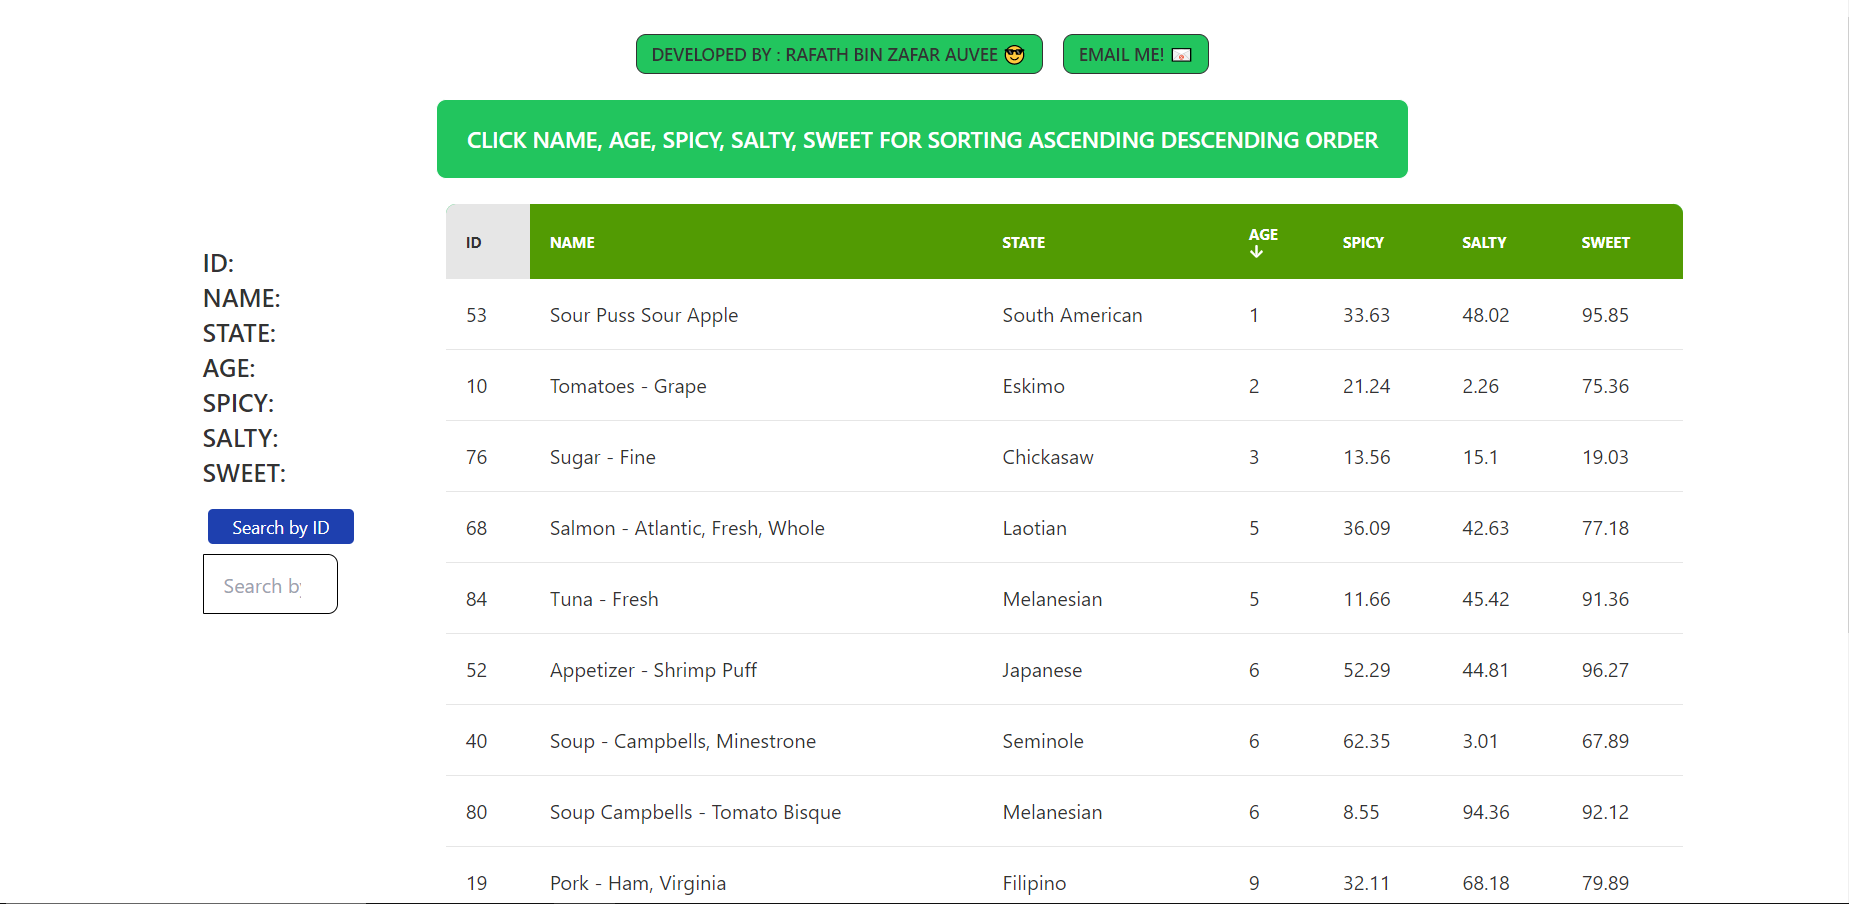 DEVELOPED BY : RAFATH BIN ZAFAR AUVEE 😎 EMAIL ME! 📧
CLICK NAME, AGE, SPICY, SALTY, SWEET FOR SORTING ASCENDING DESCENDING ORDER
ID:
NAME:
STATE:
AGE:
SPICY:
SALTY:
SWEET:
Search by ID
Search by
ID NAME STATE AGE ↓ SPICY SALTY SWEET
53 Sour Puss Sour Apple South American 1 33.63 48.02 95.85
10 Tomatoes - Grape Eskimo 2 21.24 2.26 75.36
76 Sugar - Fine Chickasaw 3 13.56 15.1 19.03
68 Salmon - Atlantic, Fresh, Whole Laotian 5 36.09 42.63 77.18
84 Tuna - Fresh Melanesian 5 11.66 45.42 91.36
52 Appetizer - Shrimp Puff Japanese 6 52.29 44.81 96.27
40 Soup - Campbells, Minestrone Seminole 6 62.35 3.01 67.89
80 Soup Campbells - Tomato Bisque Melanesian 6 8.55 94.36 92.12
19 Pork - Ham, Virginia Filipino 9 32.11 68.18 79.89